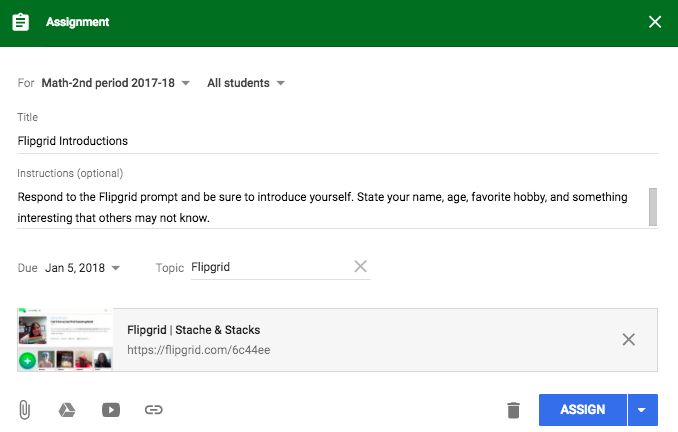 Assignment
For Math-2nd period 2017-18 All students
Title
Flipgrid Introductions
Instructions (optional)
Respond to the Flipgrid prompt and be sure to introduce yourself. State your name, age, favorite hobby, and something
interesting that others may not know.
Due Jan 5, 2018 Topic Flipgrid
Flipgrid | Stache & Stacks
https://flipgrid.com/6c44ee
ASSIGN